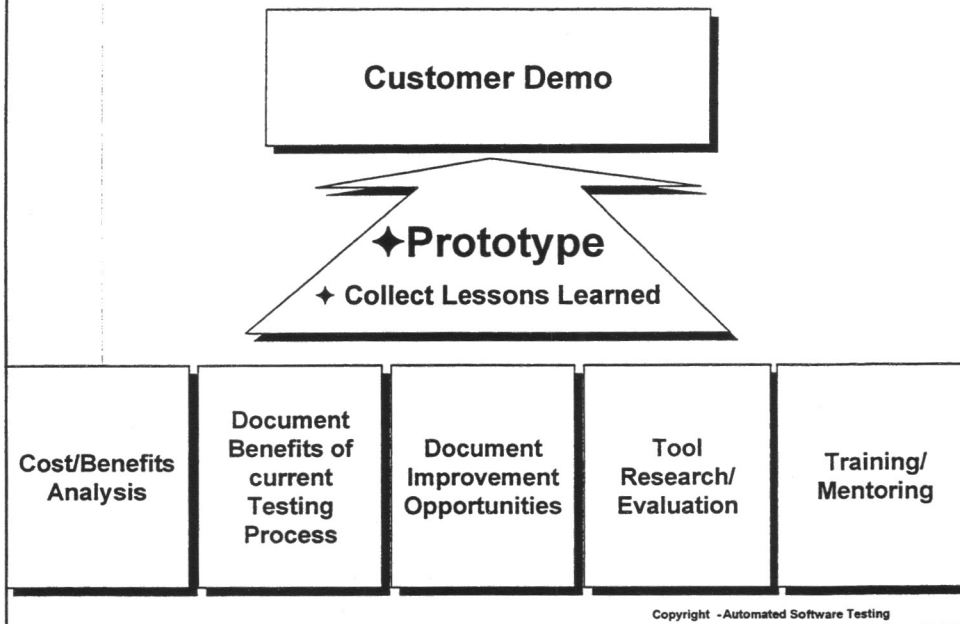 Customer Demo
✦Prototype
✦ Collect Lessons Learned
Cost/Benefits
Analysis
Document
Benefits of
current
Testing
Process
Document
Improvement
Opportunities
Tool
Research/
Evaluation
Training/
Mentoring
Copyright -Automated Software Testing